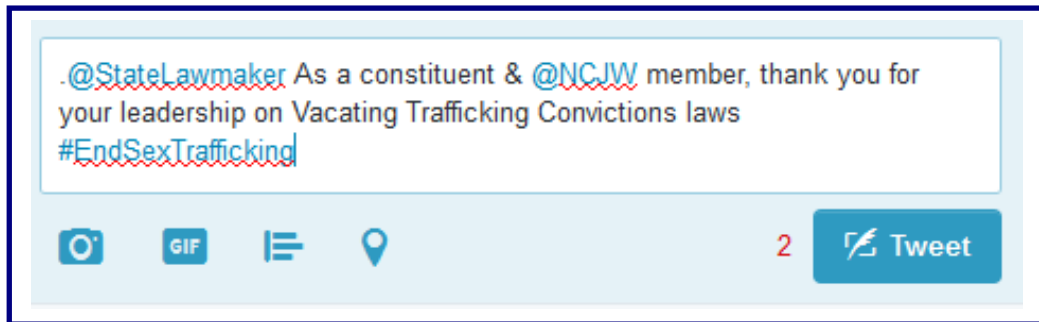 .@StateLawmaker As a constituent & @NCJW member, thank you for
your leadership on Vacating Trafficking Convictions laws
#EndSexTrafficking
GIF
2 Tweet